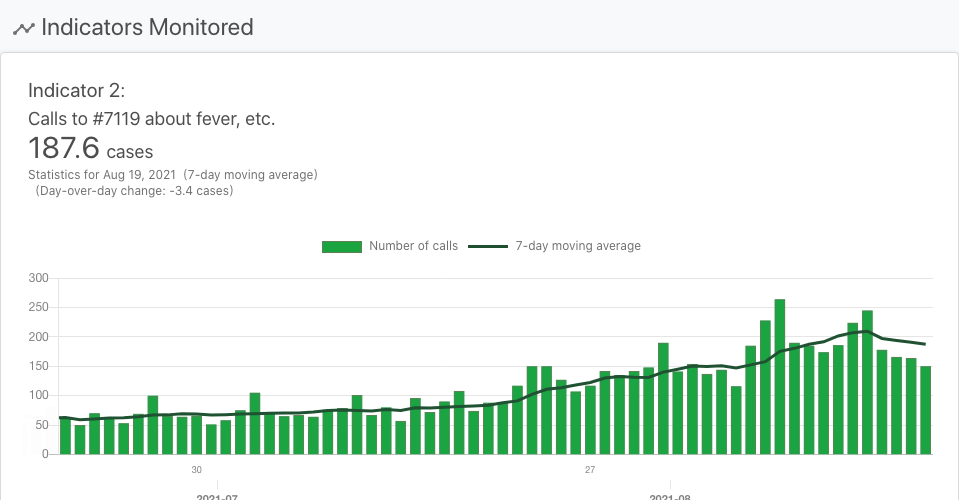 Indicators Monitored
Indicator 2:
Calls to #7119 about fever, etc.
187.6 cases
Statistics for Aug 19, 2021 (7-day moving average)
(Day-over-day change: -3.4 cases)
Number of calls 7-day moving average
300
250
200
150
100
50
0
30 27
2021-07 2021-08